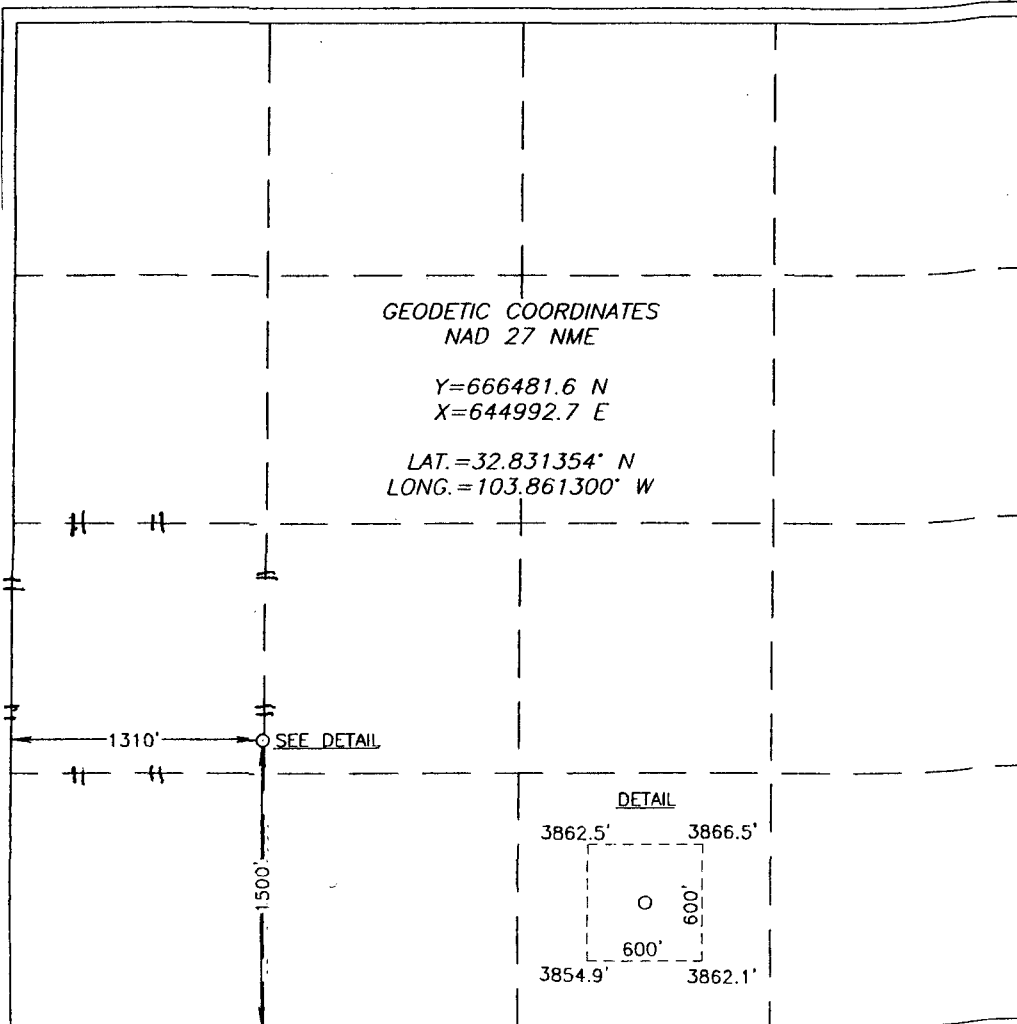 GEODETIC COORDINATES
NAD 27 NME
Y=666481.6 N
X=644992.7 E
LAT.=32.831354° N
LONG.=103.861300° W
1310'
SEE DETAIL
1500'
DETAIL
3862.5' 3866.5'
600'
600'
3854.9' 3862.1'